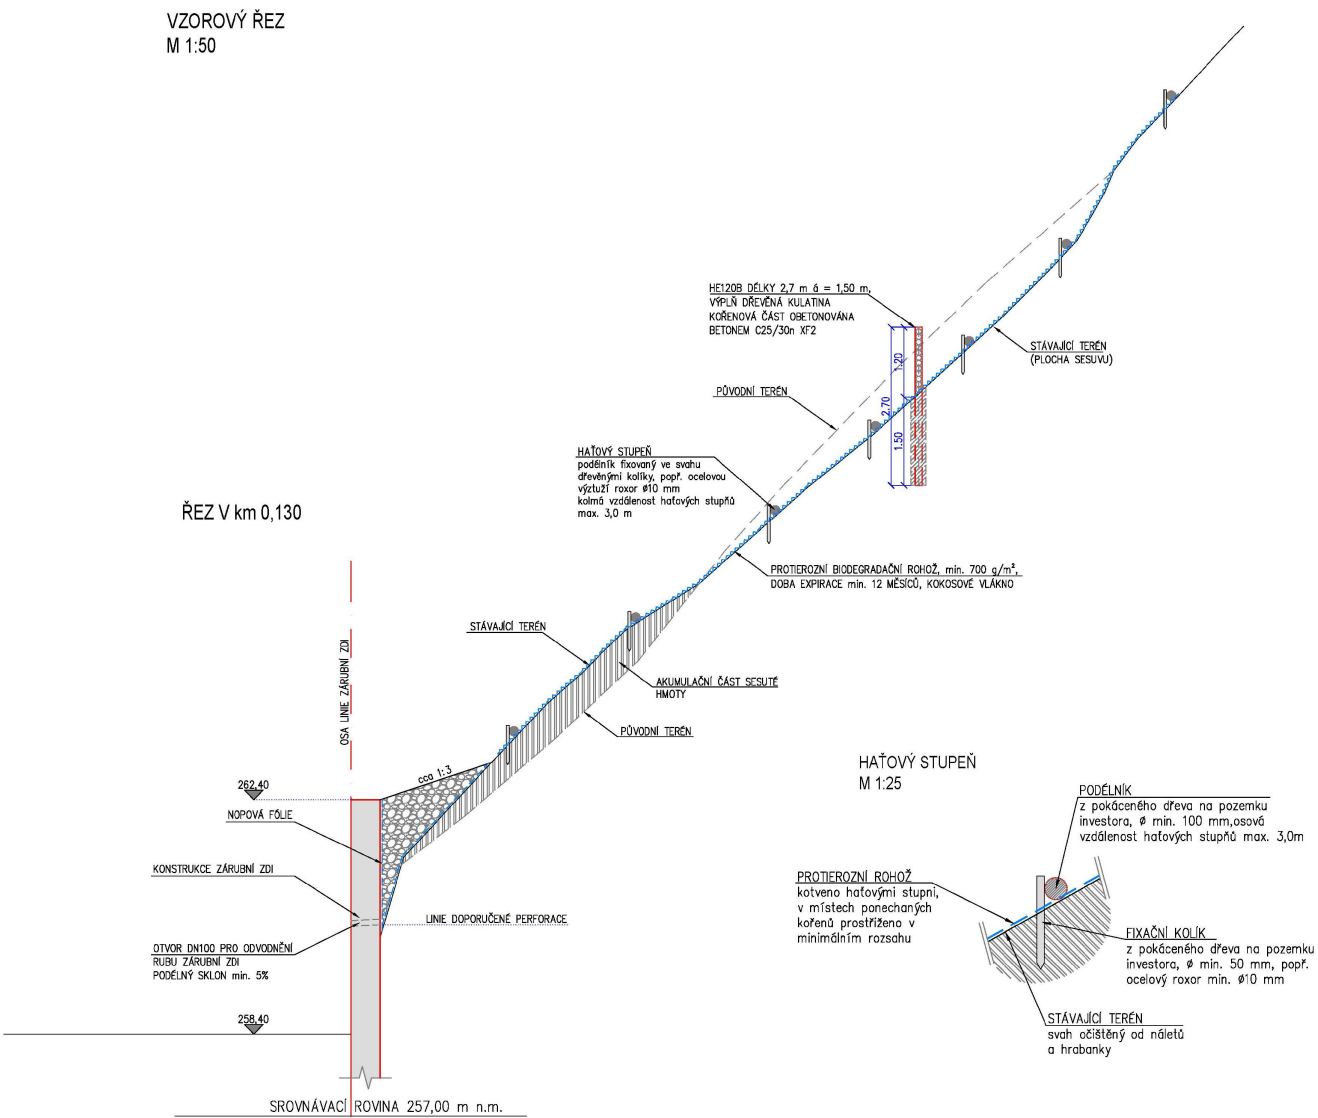 VZOROVÝ ŘEZ
M 1:50
HE120B DÉLKY 2,7 m á = 1,50 m,
VÝPLŇ DŘEVĚNÁ KULATINA
KOŘENOVÁ ČÁST OBETONOVÁNA
BETONEM C25/30n XF2
1.20
2.70
1.50
STÁVAJÍCÍ TERÉN
(PLOCHA SESUVU)
PŮVODNÍ TERÉN
HAŤOVÝ STUPEŇ
podélník fixovaný ve svahu
dřevěnými kolíky, popř. ocelovou
výztuží roxor ø10 mm
kolmá vzdálenost haťových stupňů
max. 3,0 m
ŘEZ V km 0,130
PROTIEROZNÍ BIODEGRADAČNÍ ROHOŽ, min. 700 g/m²,
DOBA EXPIRACE min. 12 MĚSÍCŮ, KOKOSOVÉ VLÁKNO
STÁVAJÍCÍ TERÉN
OSA LINIE ZÁRUBNÍ ZDI
AKUMULAČNÍ ČÁST SESUTÉ
HMOTY
PŮVODNÍ TERÉN
cca 1:3
262,40
NOPOVÁ FÓLIE
KONSTRUKCE ZÁRUBNÍ ZDI
LINIE DOPORUČENÉ PERFORACE
OTVOR DN100 PRO ODVODNĚNÍ
RUBU ZÁRUBNÍ ZDI
PODÉLNÝ SKLON min. 5%
258,40
SROVNÁVACÍ ROVINA 257,00 m n.m.
HAŤOVÝ STUPEŇ
M 1:25
PODÉLNÍK
z pokáceného dřeva na pozemku
investora, ø min. 100 mm,osová
vzdálenost haťových stupňů max. 3,0m
PROTIEROZNÍ ROHOŽ
kotveno haťovými stupni,
v místech ponechaných
kořenů prostřiženo v
minimálním rozsahu
FIXAČNÍ KOLÍK
z pokáceného dřeva na pozemku
investora, ø min. 50 mm, popř.
ocelový roxor min. ø10 mm
STÁVAJÍCÍ TERÉN
svah očištěný od náletů
a hrabanky